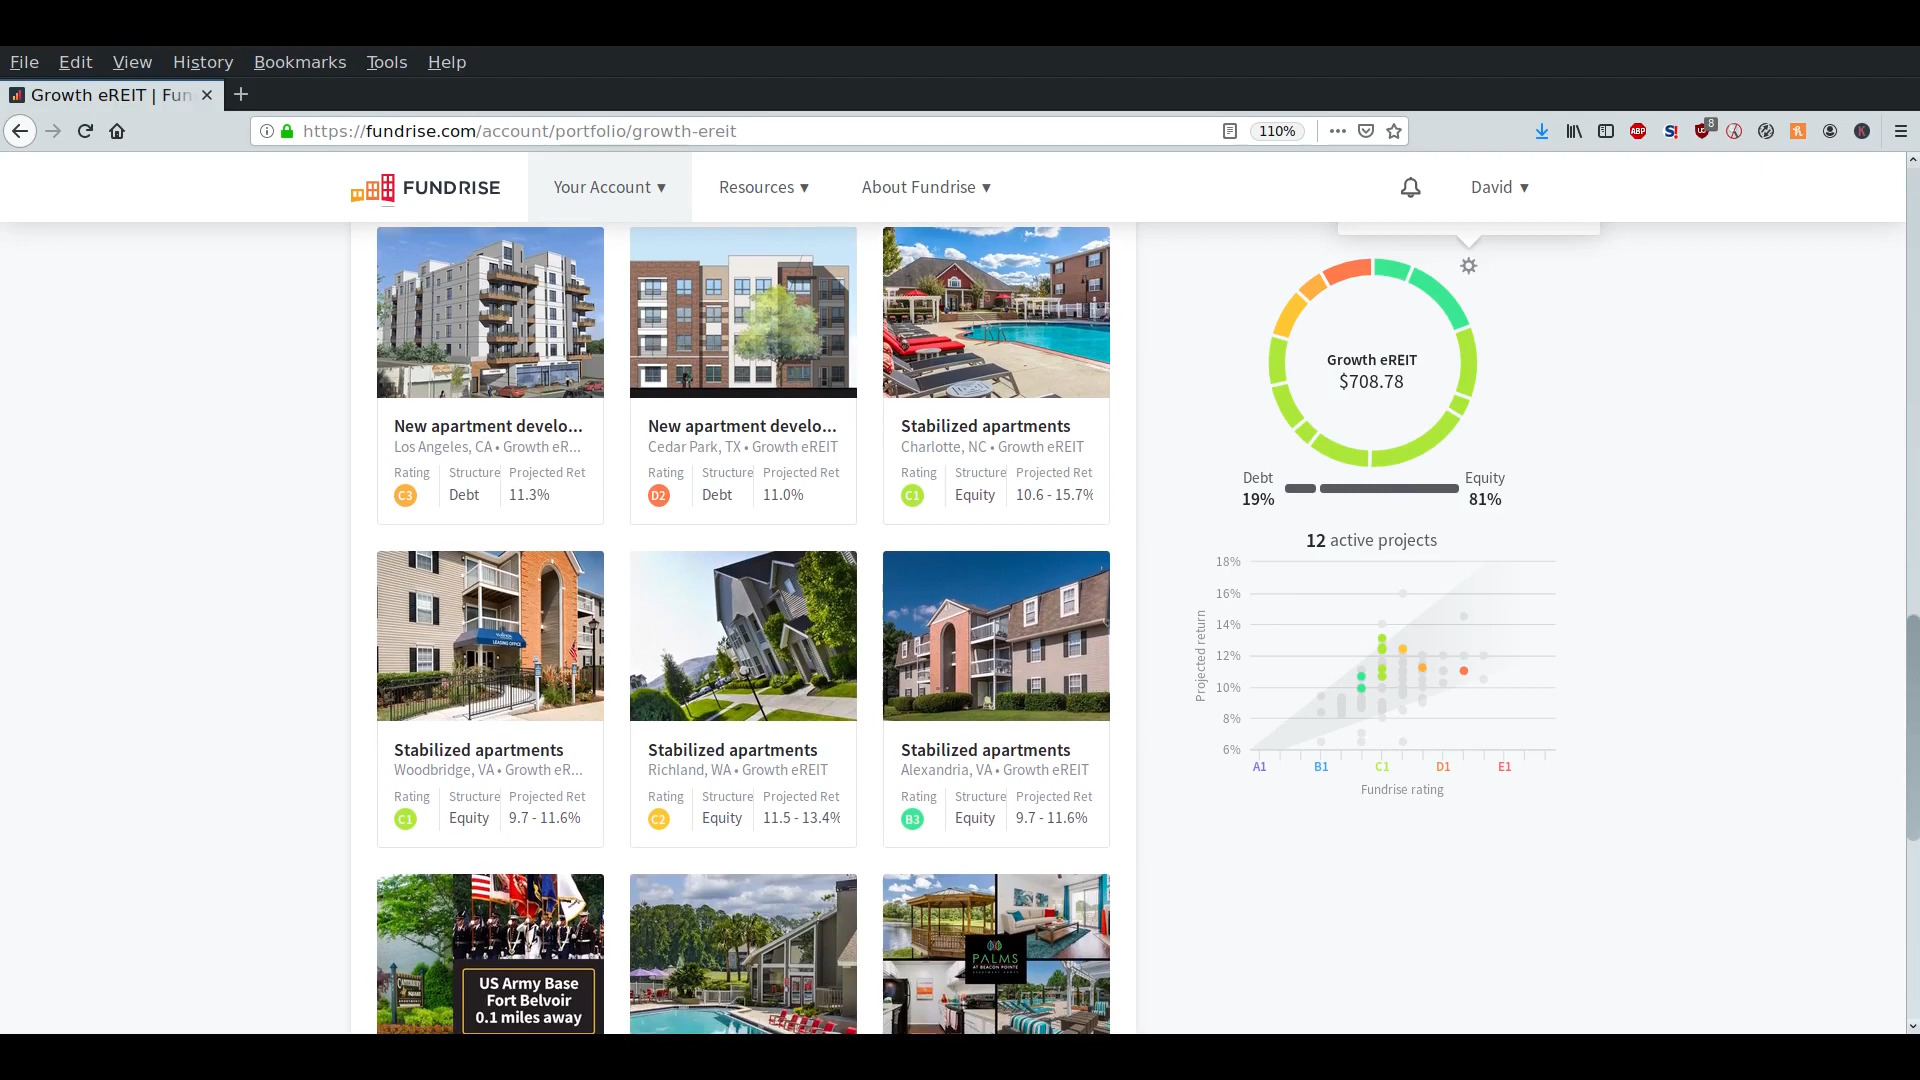 File Edit View History Bookmarks Tools Help
Growth eREIT | Fun
https://fundrise.com/account/portfolio/growth-ereit
110%
ABP
S!
8
FUNDRISE
Your Account ▾
Resources ▾
About Fundrise ▾
David ▾
New apartment develo...
Los Angeles, CA • Growth eR...
Rating Structure Projected Ret
C3 Debt 11.3%
New apartment develo...
Cedar Park, TX • Growth eREIT
Rating Structure Projected Ret
D2 Debt 11.0%
Stabilized apartments
Charlotte, NC • Growth eREIT
Rating Structure Projected Ret
C1 Equity 10.6 - 15.7%
LEASING OFFICE
Stabilized apartments
Woodbridge, VA • Growth eR...
Rating Structure Projected Ret
C1 Equity 9.7 - 11.6%
Stabilized apartments
Richland, WA • Growth eREIT
Rating Structure Projected Ret
C2 Equity 11.5 - 13.4%
Stabilized apartments
Alexandria, VA • Growth eREIT
Rating Structure Projected Ret
B3 Equity 9.7 - 11.6%
US Army Base
Fort Belvoir
0.1 miles away
PALMS
AT BEACON POINTE
Growth eREIT
$708.78
Debt
19%
Equity
81%
12 active projects
Projected return
18%
16%
14%
12%
10%
8%
6%
A1 B1 C1 D1 E1
Fundrise rating